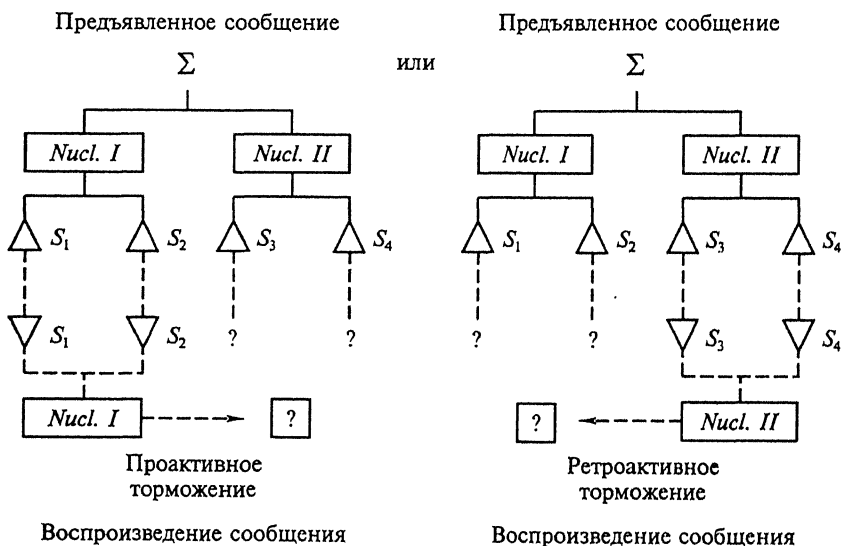 Предъявленное сообщение или Предъявленное сообщение
Σ Σ
Nucl. I Nucl. II Nucl. I Nucl. II
S₁ S₂ S₃ S₄ S₁ S₂ S₃ S₄
S₁ S₂ ? ? ? ? S₃ S₄
Nucl. I ? ? Nucl. II
Проактивное Ретроактивное
торможение торможение
Воспроизведение сообщения Воспроизведение сообщения